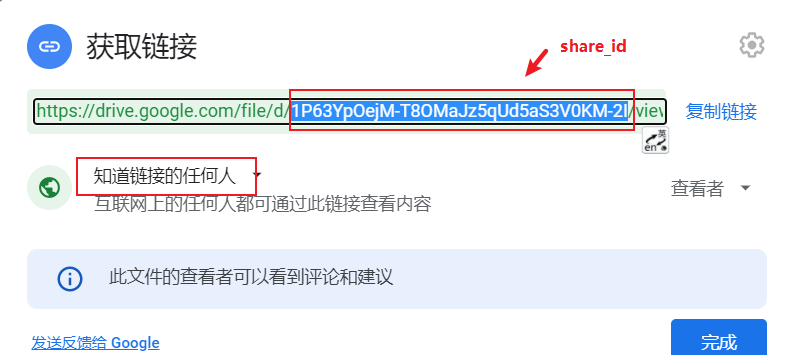 获取链接
share_id
https://drive.google.com/file/d/1P63YpOejM-T8OMaJz5qUd5aS3V0KM-2I/view
复制链接
英
en
知道链接的任何人
互联网上的任何人都可通过此链接查看内容
查看者
此文件的查看者可以看到评论和建议
发送反馈给 Google
完成